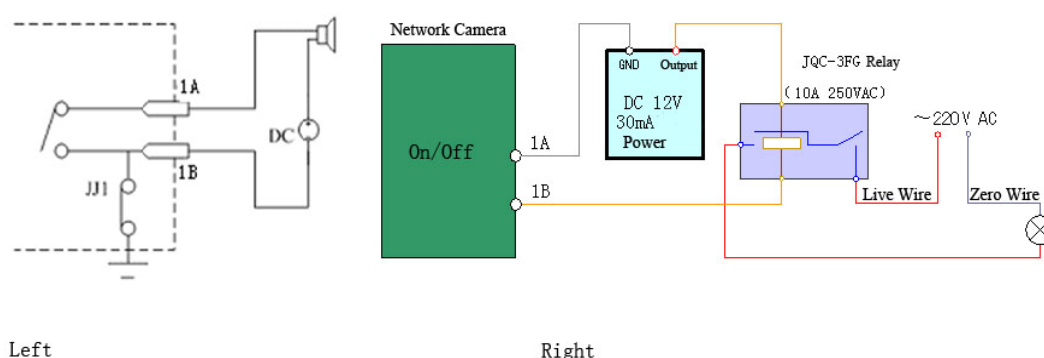 1A
DC
1B
JJ1
Left
Network Camera
On/Off
1A
1B
GND Output
DC 12V
30mA
Power
JQC-3FG Relay
(10A 250VAC)
~220V AC
Live Wire
Zero Wire
Right